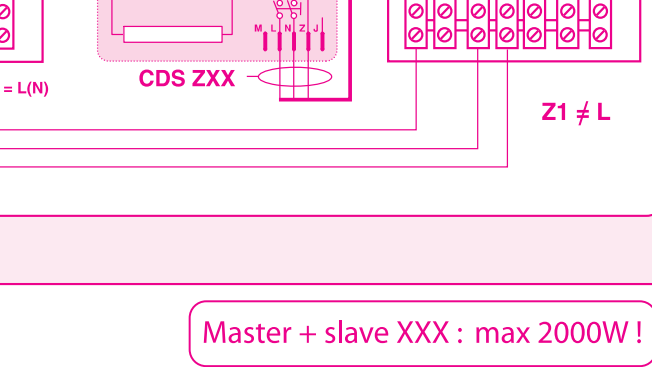 M L N Z J
CDS ZXX
= L(N)
Z1 ≠ L
Master + slave XXX : max 2000W !